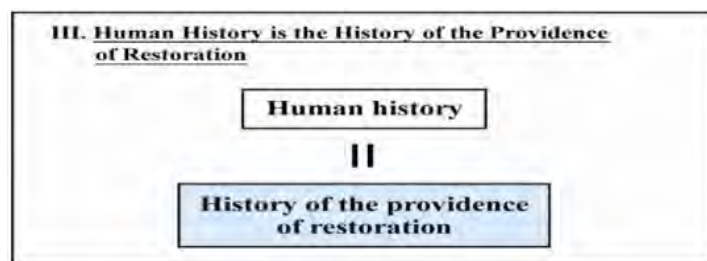 III. Human History is the History of the Providence
of Restoration
Human history
History of the providence
of restoration